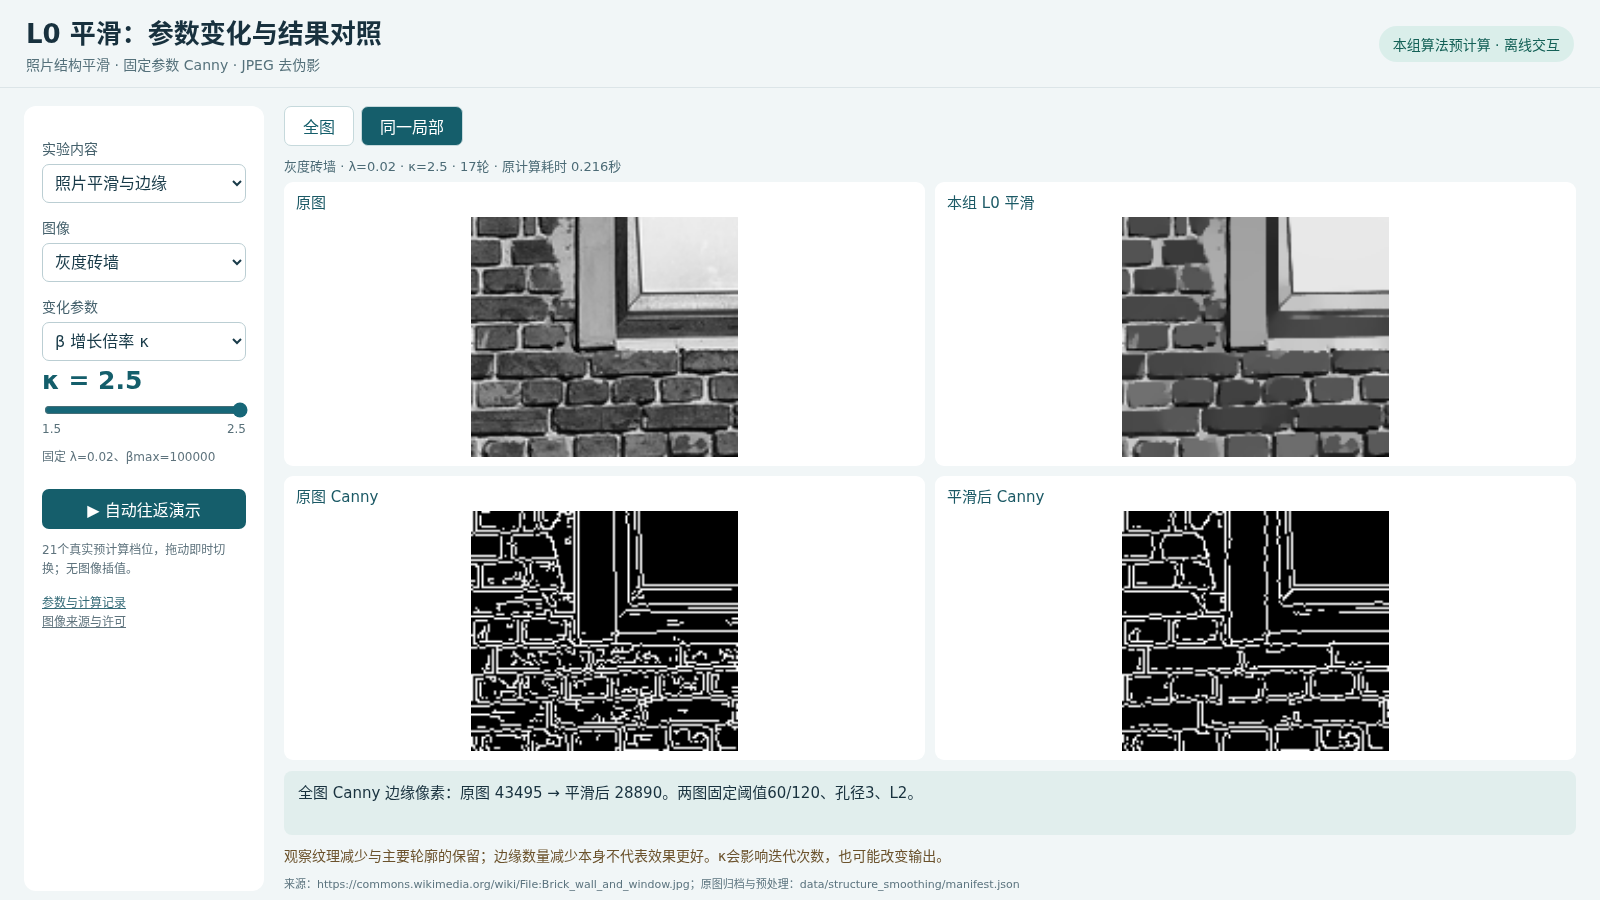 L0 平滑：参数变化与结果对照
照片结构平滑 · 固定参数 Canny · JPEG 去伪影
本组算法预计算 · 离线交互
实验内容
照片平滑与边缘
图像
灰度砖墙
变化参数
β 增长倍率 κ
κ = 2.5
1.5
2.5
固定 λ=0.02、βmax=100000
▶ 自动往返演示
21个真实预计算档位，拖动即时切
换；无图像插值。
参数与计算记录
图像来源与许可
全图
同一局部
灰度砖墙 · λ=0.02 · κ=2.5 · 17轮 · 原计算耗时 0.216秒
原图
本组 L0 平滑
原图 Canny
平滑后 Canny
全图 Canny 边缘像素：原图 43495 → 平滑后 28890。两图固定阈值60/120、孔径3、L2。
观察纹理减少与主要轮廓的保留；边缘数量减少本身不代表效果更好。κ会影响迭代次数，也可能改变输出。
来源：https://commons.wikimedia.org/wiki/File:Brick_wall_and_window.jpg；原图归档与预处理：data/structure_smoothing/manifest.json